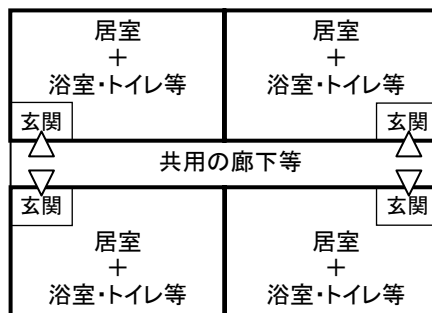 居室
+
浴室・トイレ等
居室
+
浴室・トイレ等
玄関
玄関
共用の廊下等
玄関
玄関
居室
+
浴室・トイレ等
居室
+
浴室・トイレ等